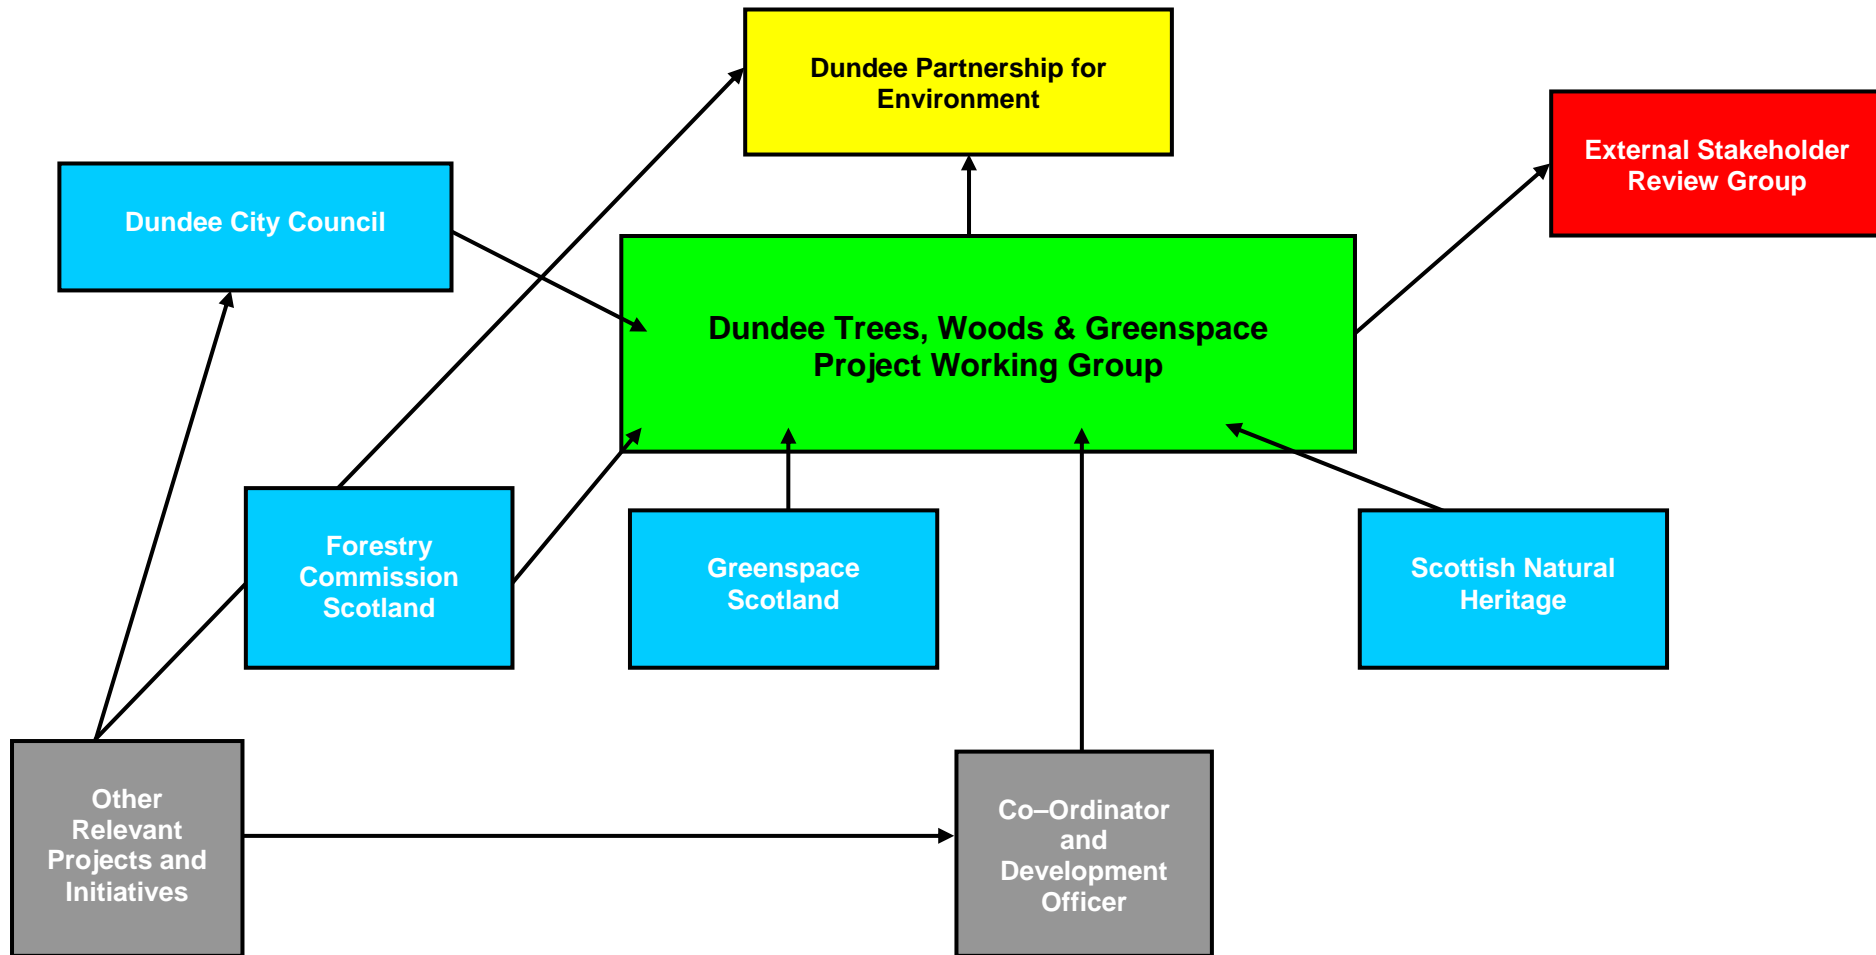 Dundee Partnership for
Environment
External Stakeholder
Review Group
Dundee City Council
Dundee Trees, Woods & Greenspace
Project Working Group
Forestry
Commission
Scotland
Greenspace
Scotland
Scottish Natural
Heritage
Other
Relevant
Projects and
Initiatives
Co–Ordinator
and
Development
Officer